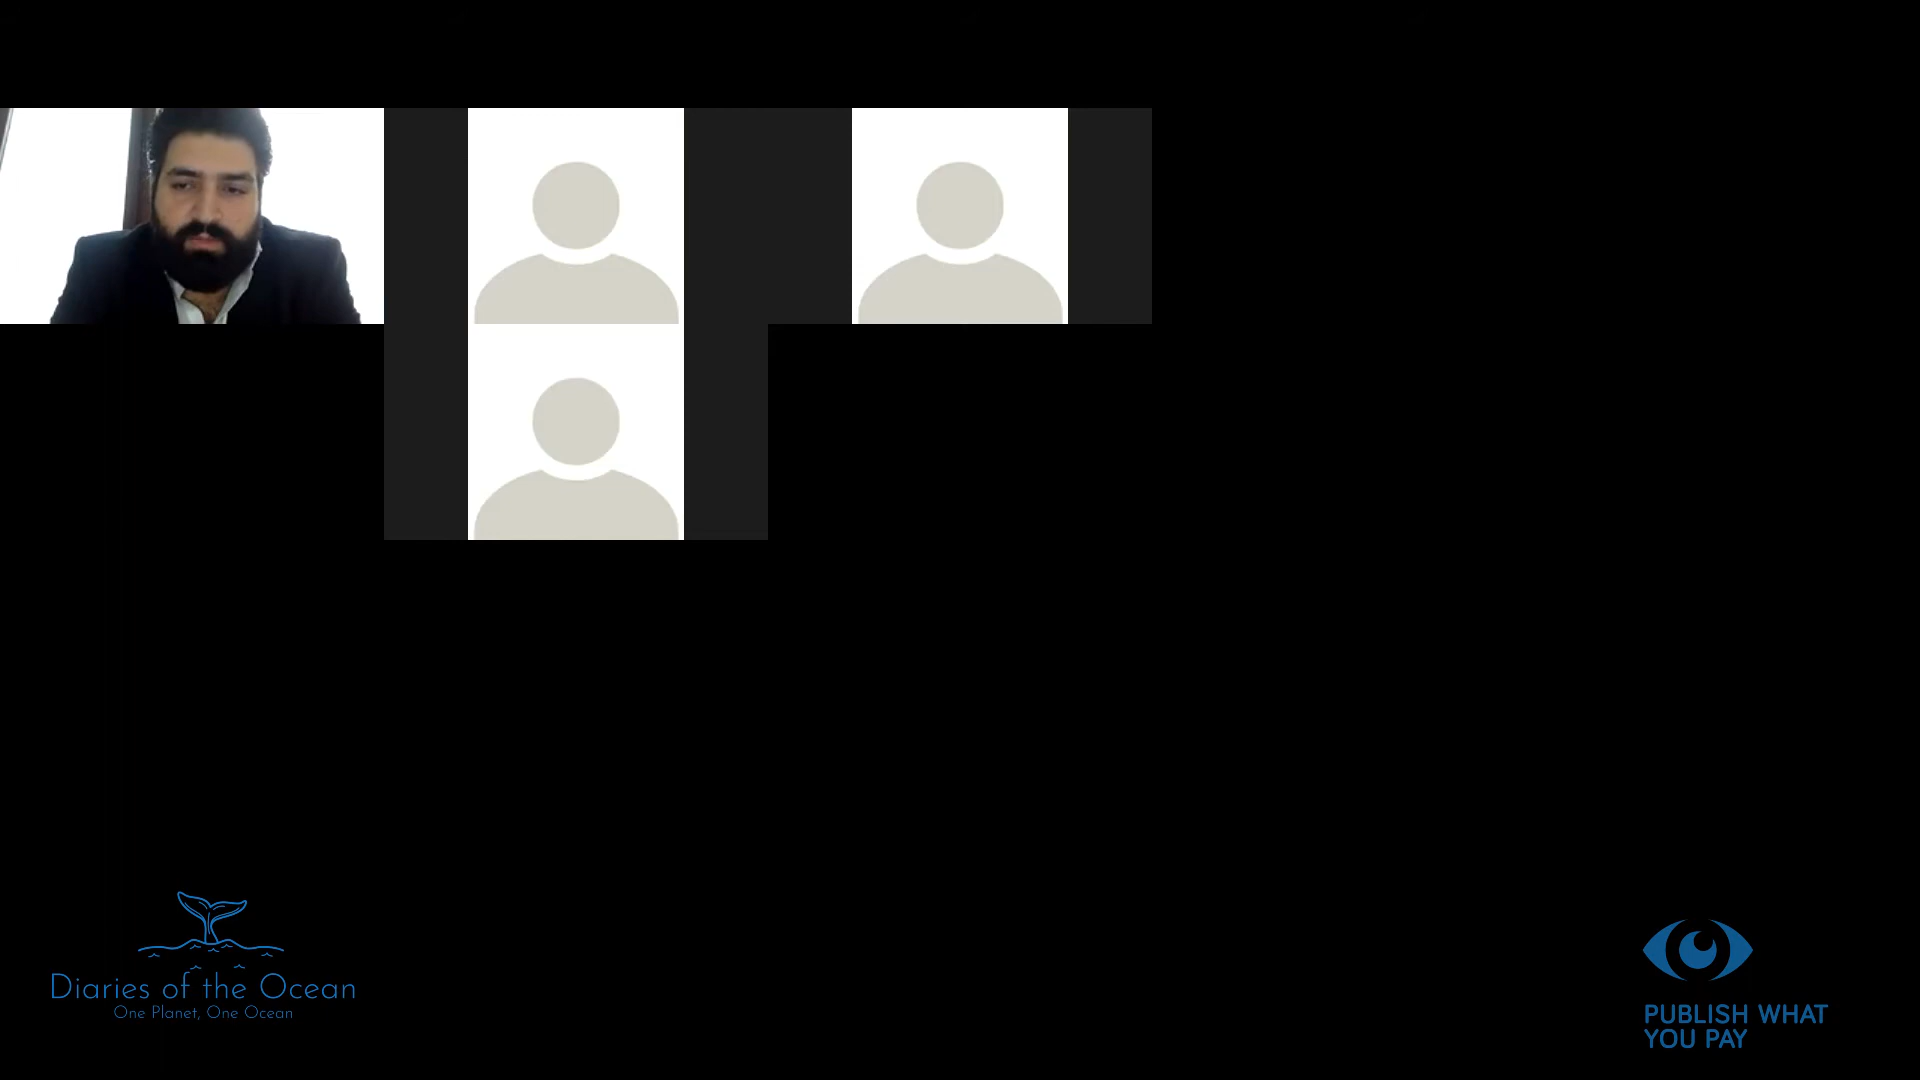 Diaries of the Ocean
One Planet, One Ocean
PUBLISH WHAT
YOU PAY